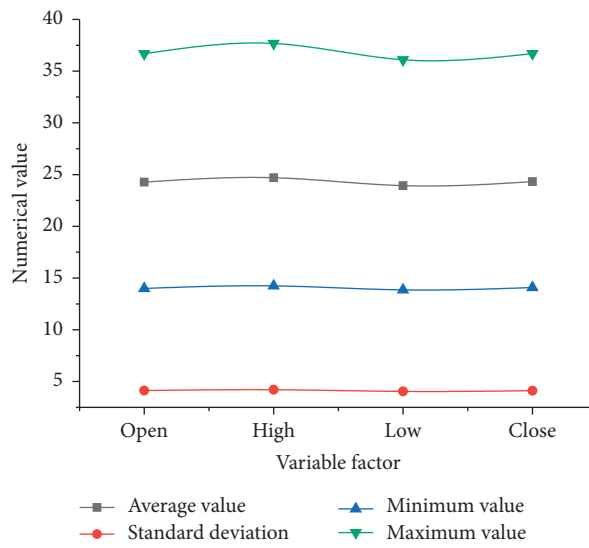 40
35
30
25
20
15
10
5
Numerical value
Open
High
Low
Close
Variable factor
Average value
Minimum value
Standard deviation
Maximum value